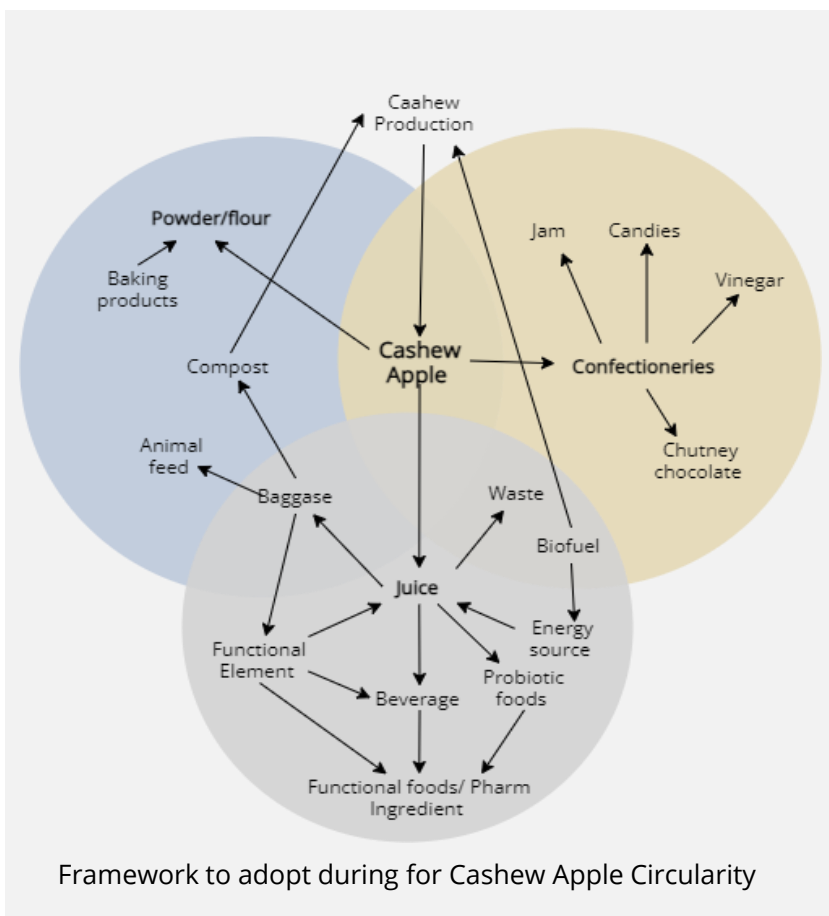 Caahew
Production
Powder/flour
Jam
Candies
Baking
products
Vinegar
Cashew
Apple
Compost
Confectioneries
Animal
feed
Chutney
chocolate
Baggase
Waste
Biofuel
Juice
Energy
source
Functional
Element
Probiotic
foods
Beverage
Functional foods/ Pharm
Ingredient
Framework to adopt during for Cashew Apple Circularity